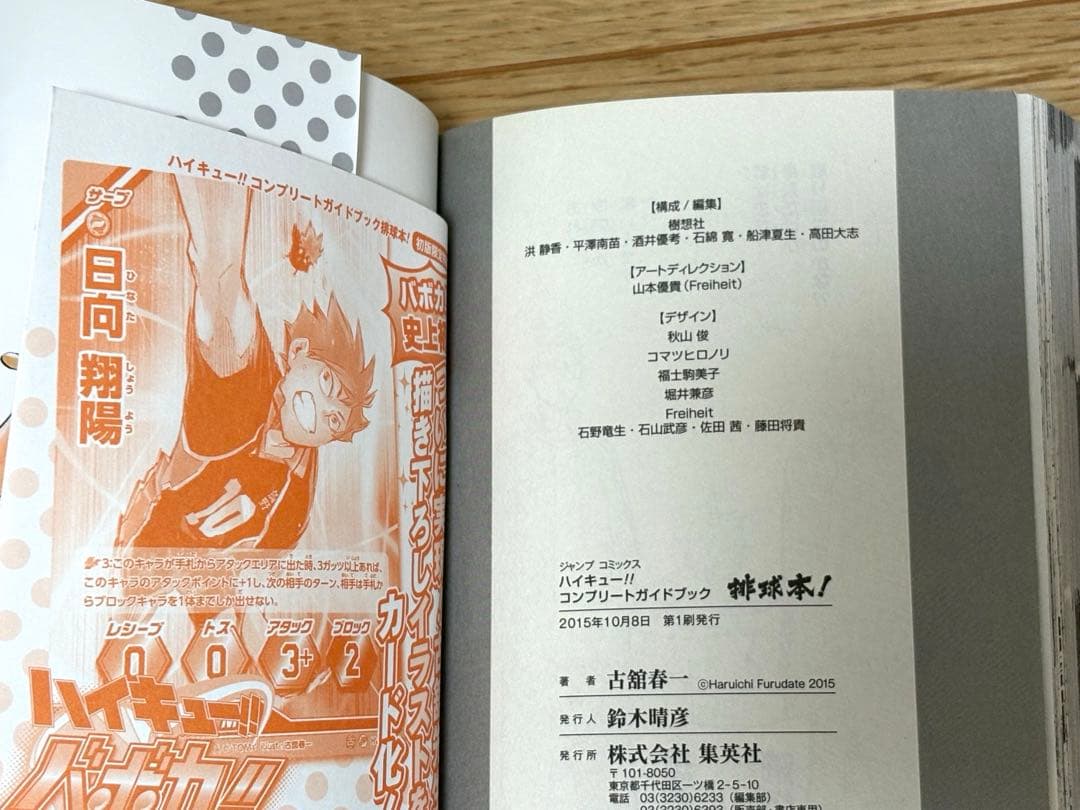 ハイキュー!! コンプリートガイドブック排球本!
初版限定
サーブ
日向 翔陽
ひなた しょうよう
バボカ
史上初
描き下ろしイラストを
カード化
3:このキャラが手札からアタックエリアに出た時、3ガッツ以上あれば、
このキャラのアタックポイントに+1し、次の相手のターン、相手は手札か
らブロックキャラを1体までしか出せない。
レシーブ トス アタック ブロック
0 0 3+ 2
ハイキュー!!
バボカ!!
【構成/編集】
樹想社
洪 静香・平澤南苗・酒井優考・石綿 寛・船津夏生・高田大志
【アートディレクション】
山本優貴(Freiheit)
【デザイン】
秋山 俊
コマツヒロノリ
福士駒美子
堀井兼彦
Freiheit
石野竜生・石山武彦・佐田 茜・藤田将貴
ジャンプ コミックス
ハイキュー!!
コンプリートガイドブック 排球本!
2015年10月8日 第1刷発行
著 者 古舘春一 ©Haruichi Furudate 2015
発行人 鈴木晴彦
発行所 株式会社 集英社
〒101-8050
東京都千代田区一ツ橋2-5-10
電話 03(3230)6233(編集部)